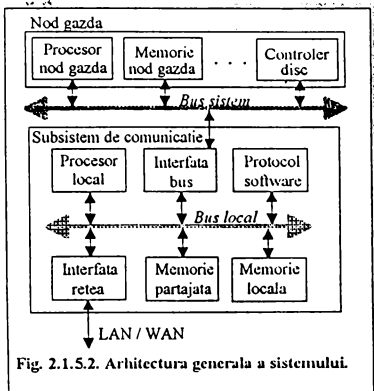 Nod gazda
Procesor nod gazda
Memorie nod gazda
. . .
Controler disc
Bus sistem
Subsistem de comunicatie
Procesor local
Interfata bus
Protocol software
Bus local
Interfata retea
Memorie partajata
Memorie locala
LAN / WAN
Fig. 2.1.5.2. Arhitectura generala a sistemului.